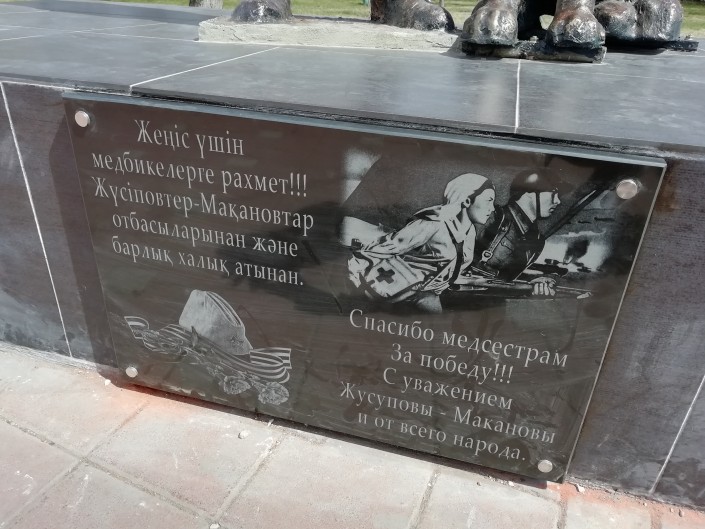 Жеңіс үшін
медбикелерге рахмет!!!
Жүсіповтер-Мақановтар
отбасыларынан және
барлық халық атынан.
Спасибо медсестрам
За победу!!!
С уважением
Жусуповы - Макановы
и от всего народа.